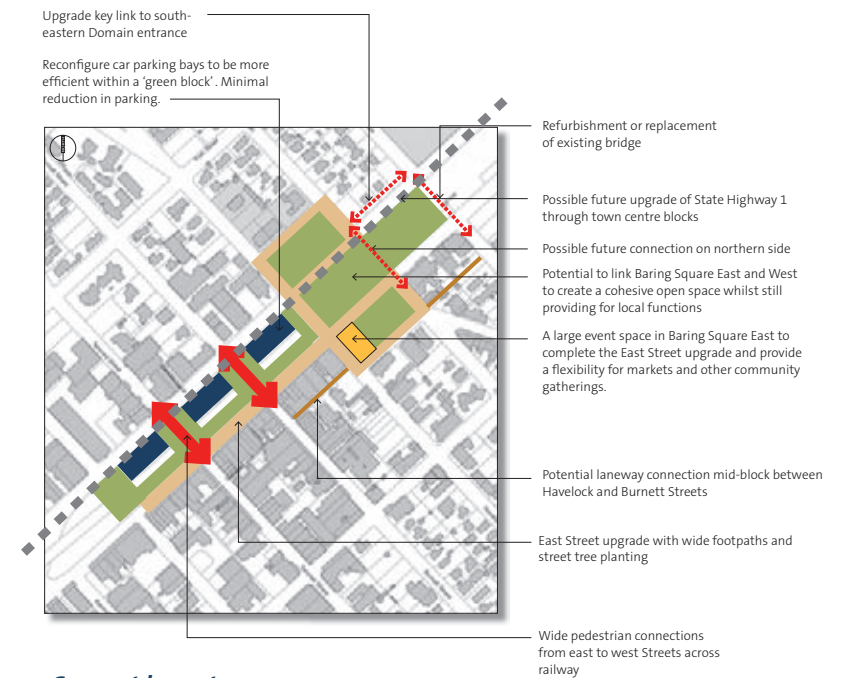 Upgrade key link to south-
eastern Domain entrance
Reconfigure car parking bays to be more
efficient within a ‘green block’ . Minimal
reduction in parking.
Refurbishment or replacement
of existing bridge
Possible future upgrade of State Highway 1
through town centre blocks
Possible future connection on northern side
Potential to link Baring Square East and West
to create a cohesive open space whilst still
providing for local functions
A large event space in Baring Square East to
complete the East Street upgrade and provide
a flexibility for markets and other community
gatherings.
Potential laneway connection mid-block between
Havelock and Burnett Streets
East Street upgrade with wide footpaths and
street tree planting
Wide pedestrian connections
from east to west Streets across
railway